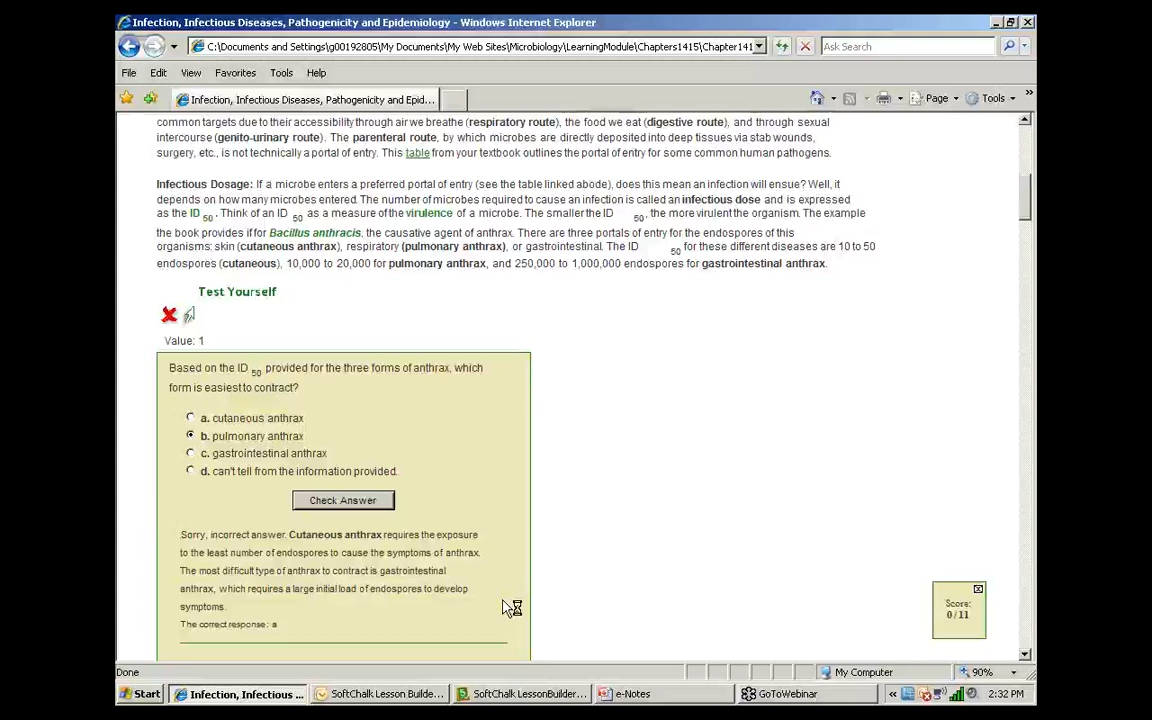 Infection, Infectious Diseases, Pathogenicity and Epidemiology - Windows Internet Explorer
C:\Documents and Settings\g00192805\My Documents\My Web Sites\Microbiology\LearningModule\Chapters1415\Chapter141
Ask Search
File Edit View Favorites Tools Help
Infection, Infectious Diseases, Pathogenicity and Epid...
Page Tools
common targets due to their accessibility through air we breathe (respiratory route), the food we eat (digestive route), and through sexual
intercourse (genito-urinary route). The parenteral route, by which microbes are directly deposited into deep tissues via stab wounds,
surgery, etc., is not technically a portal of entry. This table from your textbook outlines the portal of entry for some common human pathogens.
Infectious Dosage: If a microbe enters a preferred portal of entry (see the table linked abode), does this mean an infection will ensue? Well, it
depends on how many microbes entered. The number of microbes required to cause an infection is called an infectious dose and is expressed
as the ID 50. Think of an ID 50 as a measure of the virulence of a microbe. The smaller the ID 50, the more virulent the organism. The example
the book provides if for Bacillus anthracis, the causative agent of anthrax. There are three portals of entry for the endospores of this
organisms: skin (cutaneous anthrax), respiratory (pulmonary anthrax), or gastrointestinal. The ID 50 for these different diseases are 10 to 50
endospores (cutaneous), 10,000 to 20,000 for pulmonary anthrax, and 250,000 to 1,000,000 endospores for gastrointestinal anthrax.
Test Yourself
Value: 1
Based on the ID 50 provided for the three forms of anthrax, which
form is easiest to contract?
a. cutaneous anthrax
b. pulmonary anthrax
c. gastrointestinal anthrax
d. can't tell from the information provided.
Check Answer
Sorry, incorrect answer. Cutaneous anthrax requires the exposure
to the least number of endospores to cause the symptoms of anthrax.
The most difficult type of anthrax to contract is gastrointestinal
anthrax, which requires a large initial load of endospores to develop
symptoms.
The correct response: a
Score:
0/11
Done My Computer 90%
Start Infection, Infectious ... SoftChalk Lesson Builde... SoftChalk LessonBuilder... e-Notes GoToWebinar 2:32 PM